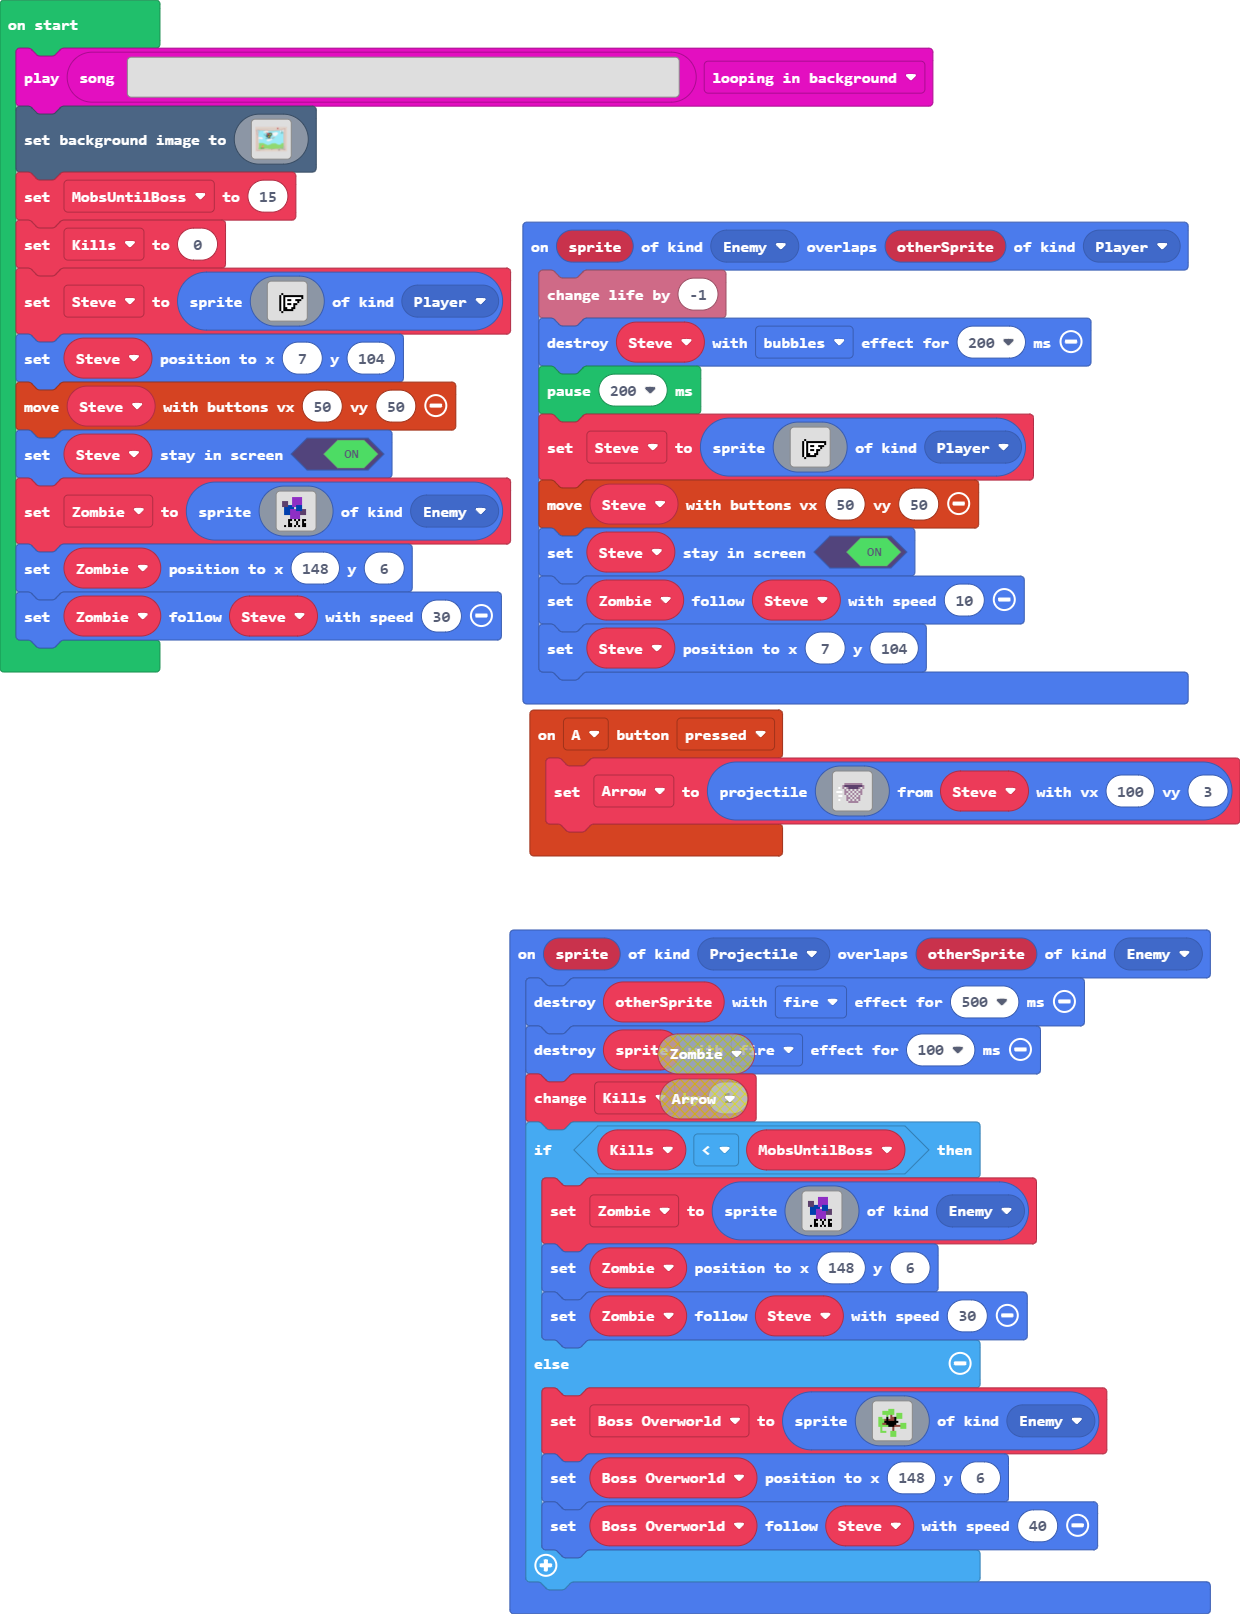 on start
play song looping in background
set background image to
set MobsUntilBoss to 15
set Kills to 0
set Steve to sprite of kind Player
set Steve position to x 7 y 104
move Steve with buttons vx 50 vy 50
set Steve stay in screen ON
set Zombie to sprite of kind Enemy
set Zombie position to x 148 y 6
set Zombie follow Steve with speed 30
on sprite of kind Enemy overlaps otherSprite of kind Player
change life by -1
destroy Steve with bubbles effect for 200 ms
pause 200 ms
set Steve to sprite of kind Player
move Steve with buttons vx 50 vy 50
set Steve stay in screen ON
set Zombie follow Steve with speed 10
set Steve position to x 7 y 104
on A button pressed
set Arrow to projectile from Steve with vx 100 vy 3
on sprite of kind Projectile overlaps otherSprite of kind Enemy
destroy otherSprite with fire effect for 500 ms
destroy sprite Zombie effect for 100 ms
change Kills Arrow
if Kills < MobsUntilBoss then
set Zombie to sprite of kind Enemy
set Zombie position to x 148 y 6
set Zombie follow Steve with speed 30
else
set Boss Overworld to sprite of kind Enemy
set Boss Overworld position to x 148 y 6
set Boss Overworld follow Steve with speed 40